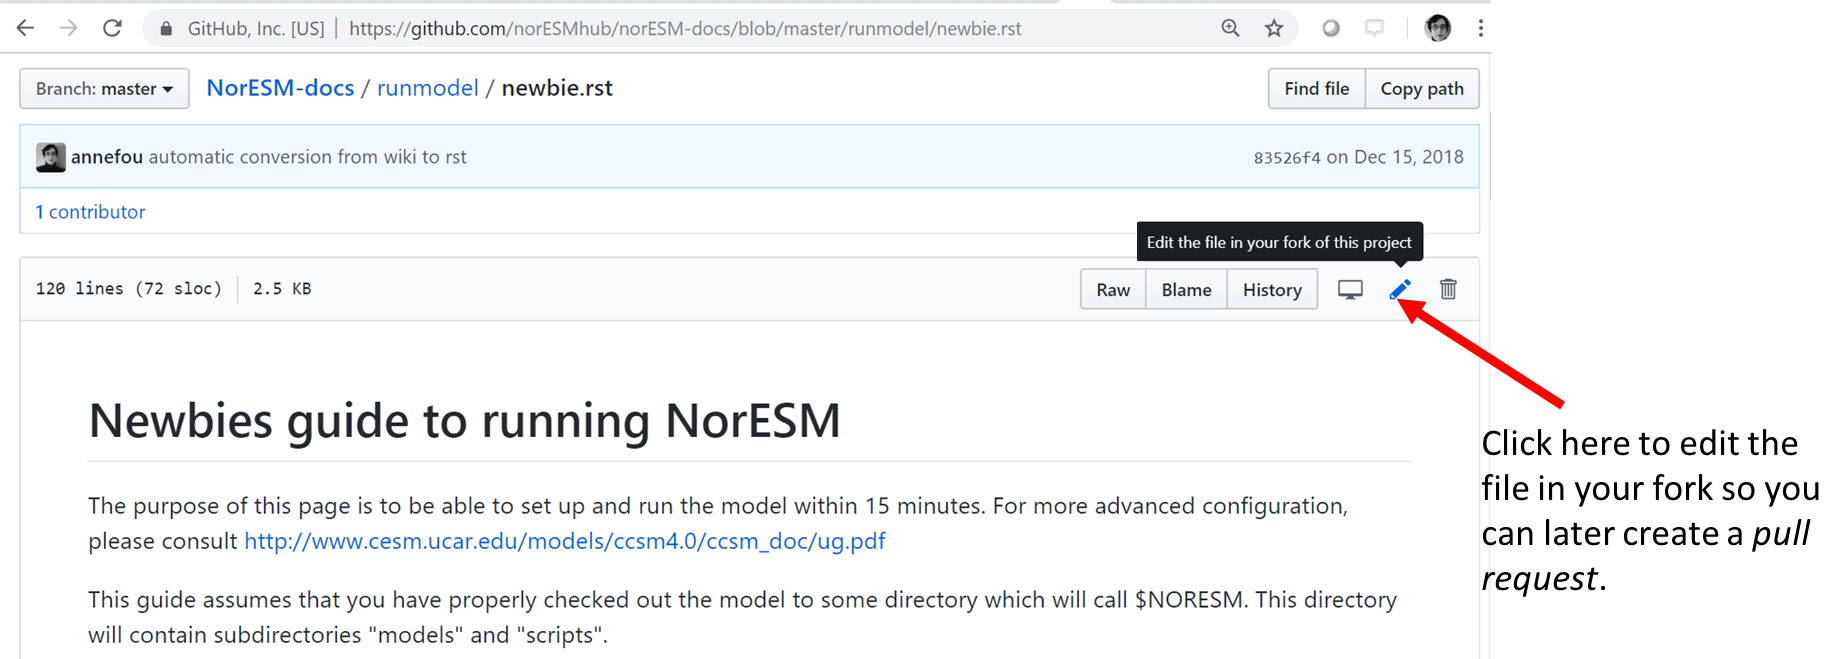 GitHub, Inc. [US] | https://github.com/norESMhub/norESM-docs/blob/master/runmodel/newbie.rst
Branch: master
NorESM-docs / runmodel / newbie.rst
Find file
Copy path
annefou automatic conversion from wiki to rst
83526f4 on Dec 15, 2018
1 contributor
Edit the file in your fork of this project
120 lines (72 sloc)
2.5 KB
Raw
Blame
History
Newbies guide to running NorESM
The purpose of this page is to be able to set up and run the model within 15 minutes. For more advanced configuration,
please consult http://www.cesm.ucar.edu/models/ccsm4.0/ccsm_doc/ug.pdf
This guide assumes that you have properly checked out the model to some directory which will call $NORESM. This directory
will contain subdirectories "models" and "scripts".
Click here to edit the
file in your fork so you
can later create a pull
request.